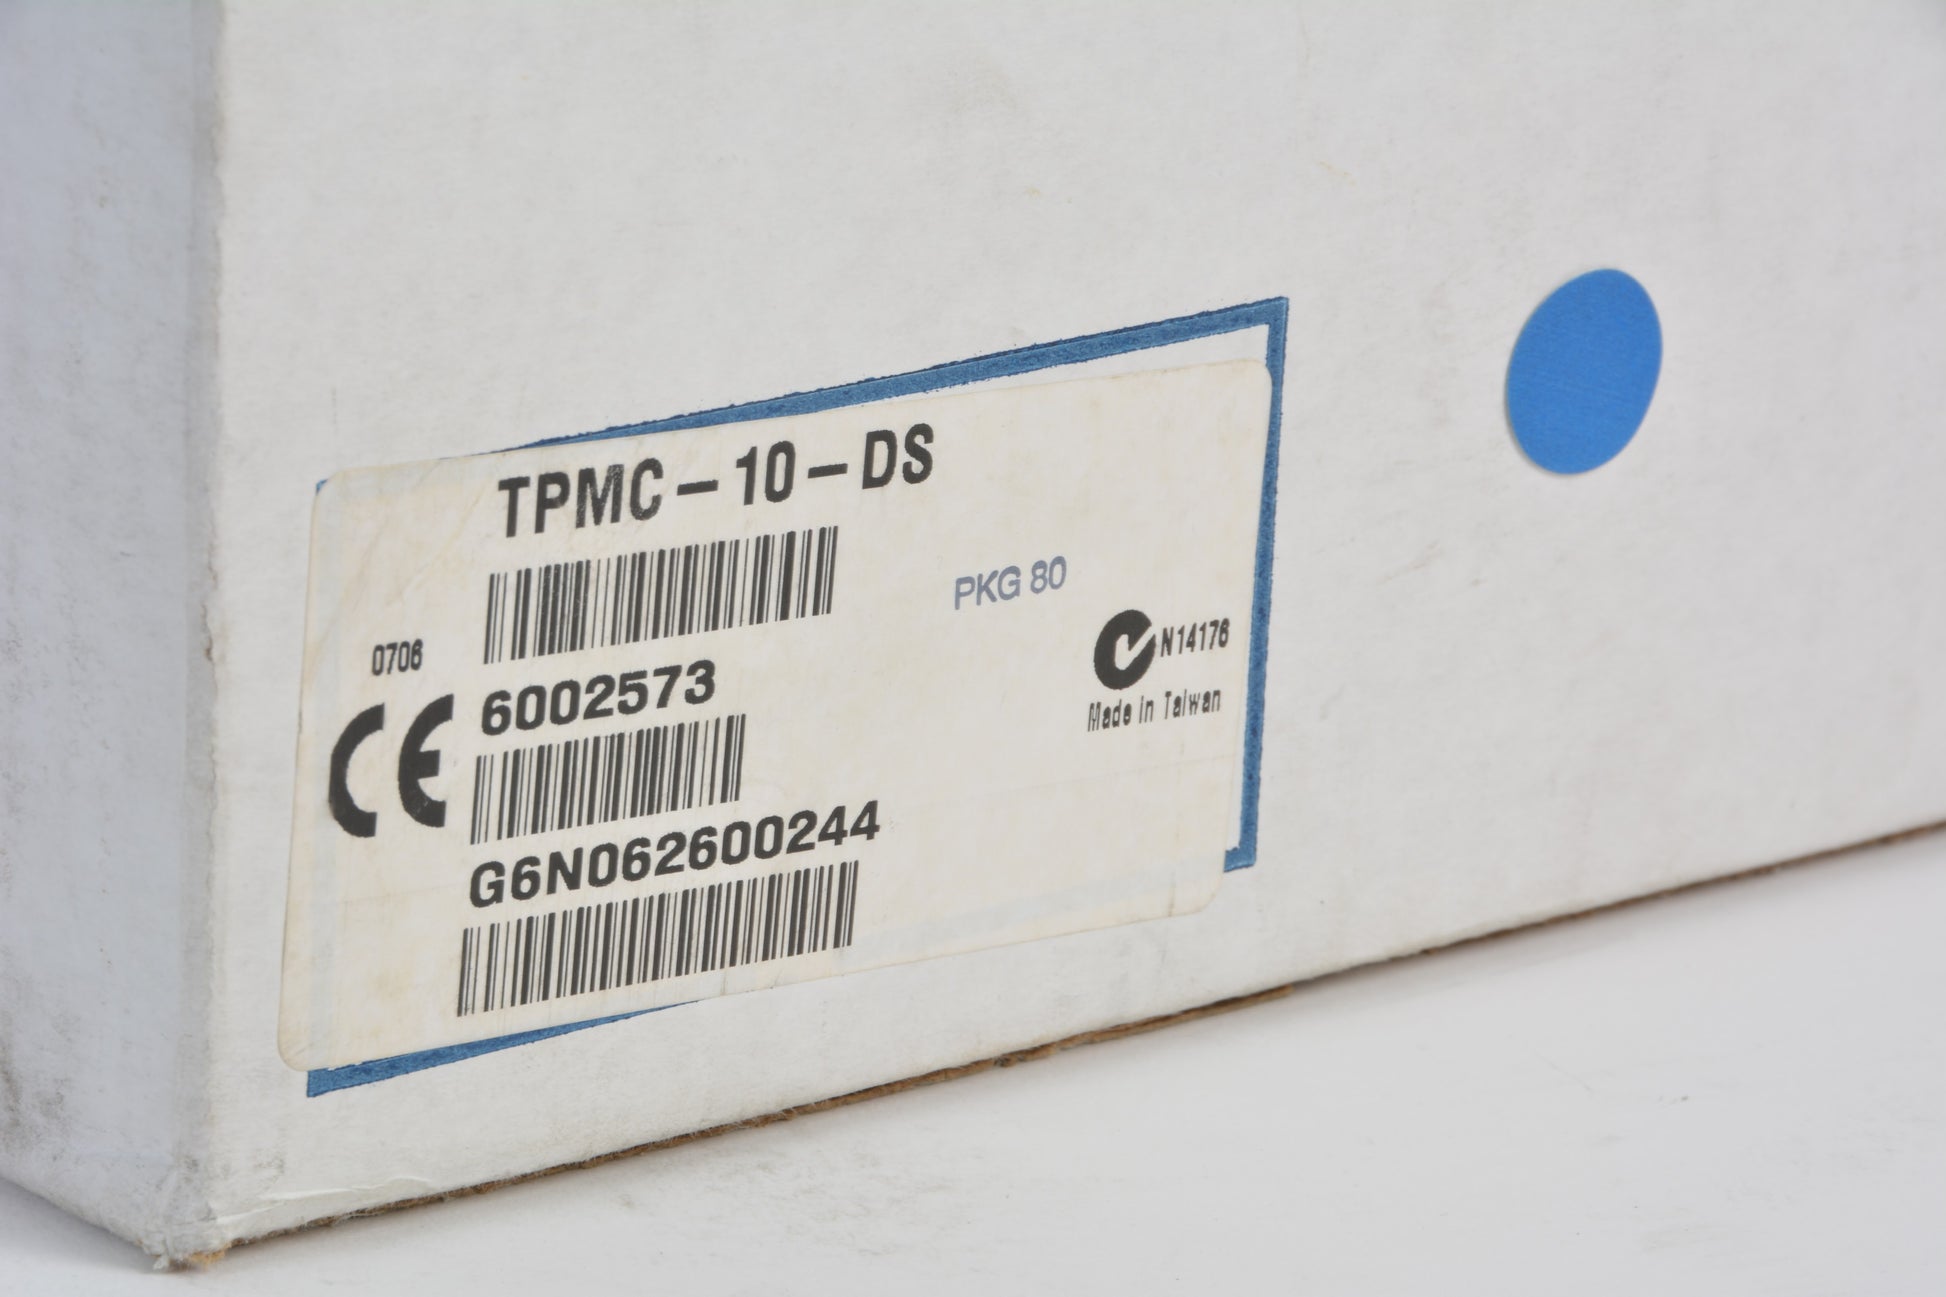 TPMC-10-DS
PKG 80
0706
CE
6002573
N14176
Made in Taiwan
G6N062600244